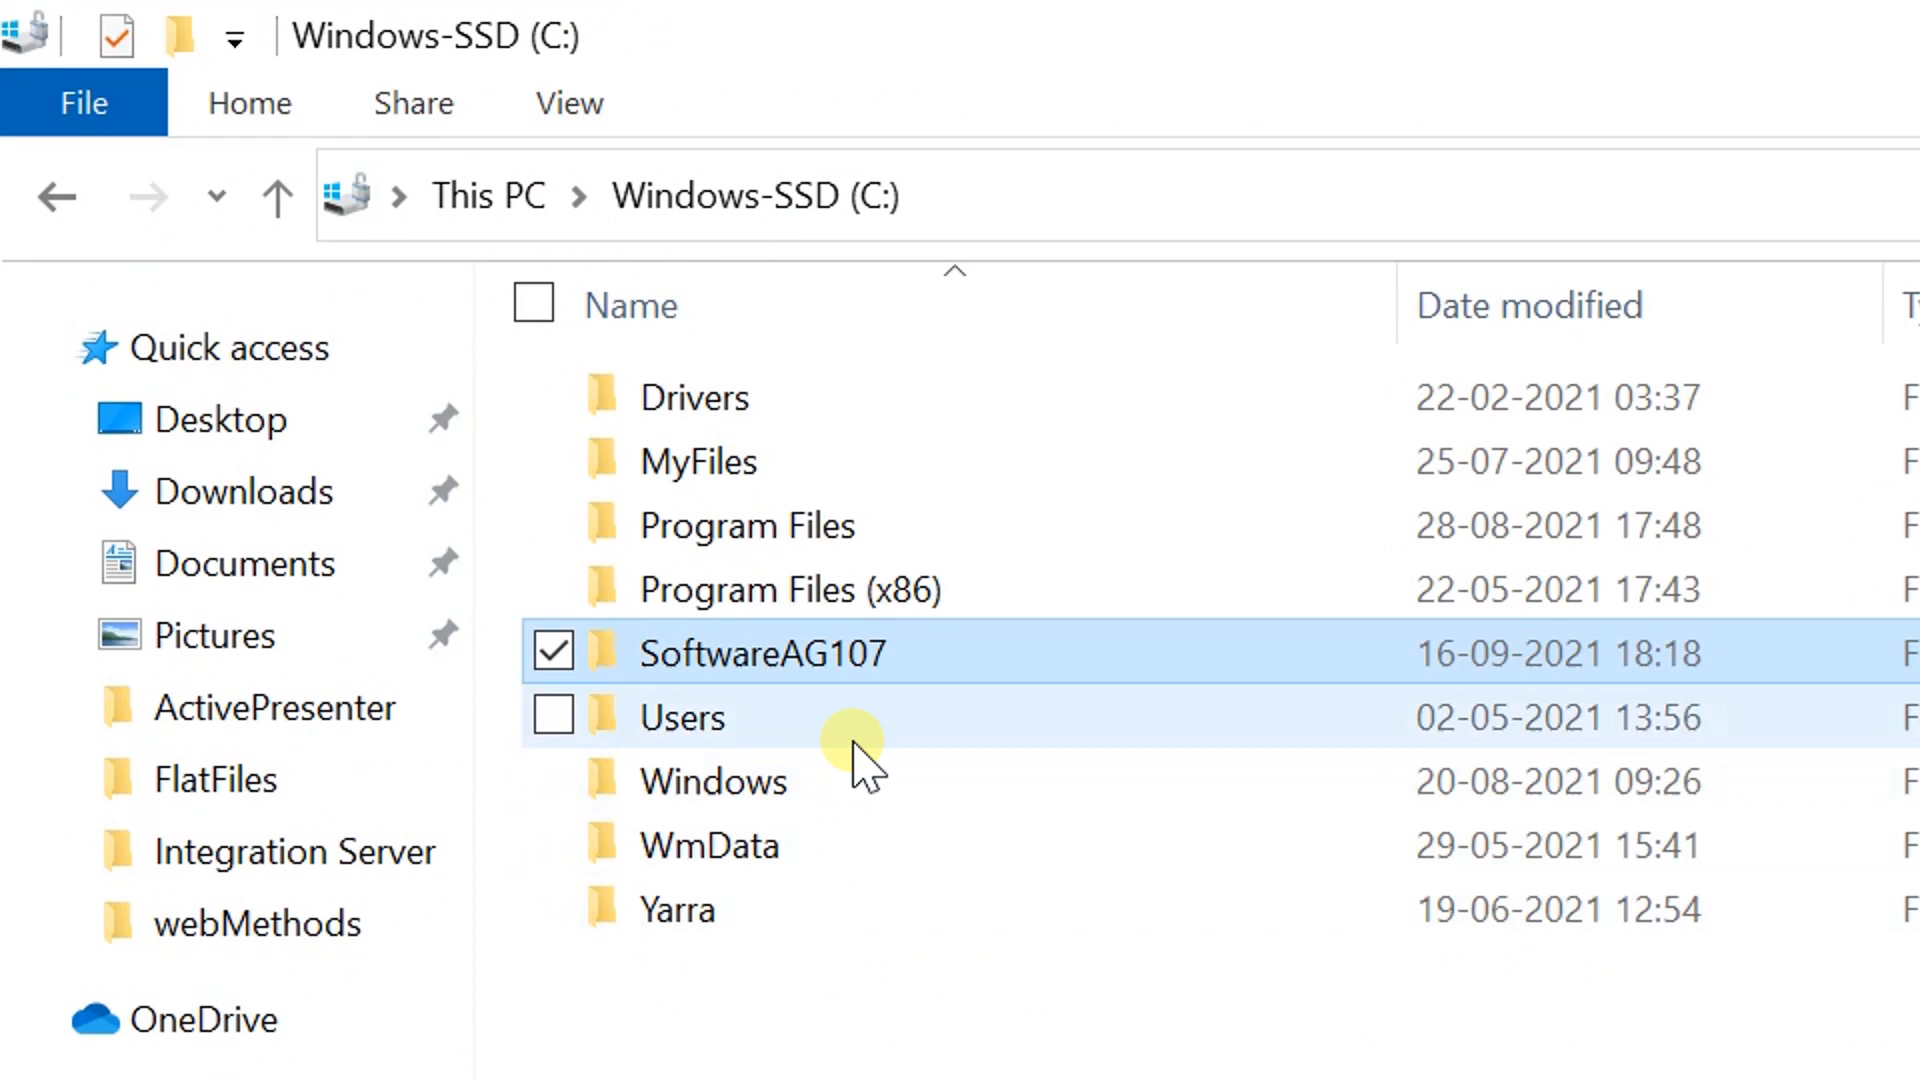 Windows-SSD (C:)
File Home Share View
This PC > Windows-SSD (C:)
Name Date modified
Quick access
Desktop
Downloads
Documents
Pictures
ActivePresenter
FlatFiles
Integration Server
webMethods
OneDrive
Drivers 22-02-2021 03:37
MyFiles 25-07-2021 09:48
Program Files 28-08-2021 17:48
Program Files (x86) 22-05-2021 17:43
SoftwareAG107 16-09-2021 18:18
Users 02-05-2021 13:56
Windows 20-08-2021 09:26
WmData 29-05-2021 15:41
Yarra 19-06-2021 12:54